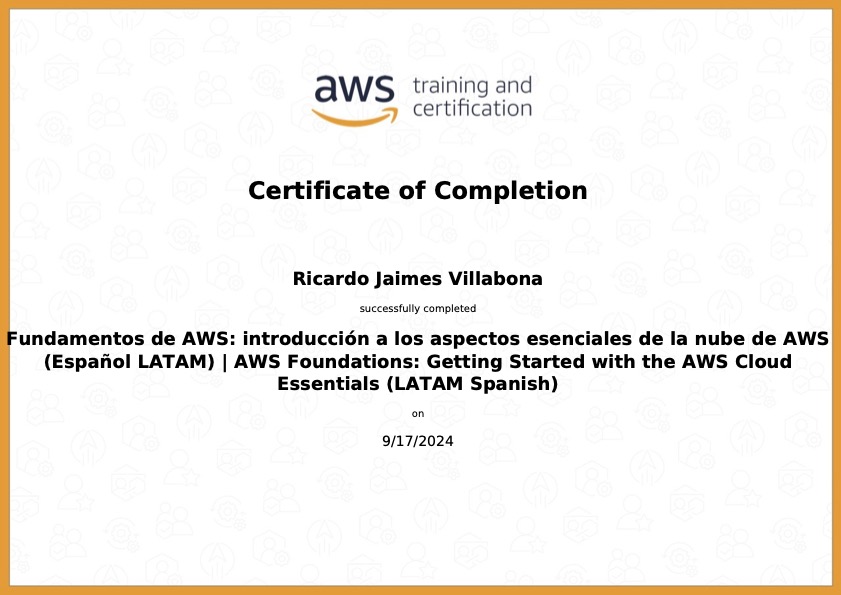 aws training and
certification
Certificate of Completion
Ricardo Jaimes Villabona
successfully completed
Fundamentos de AWS: introducción a los aspectos esenciales de la nube de AWS
(Español LATAM) | AWS Foundations: Getting Started with the AWS Cloud
Essentials (LATAM Spanish)
on
9/17/2024